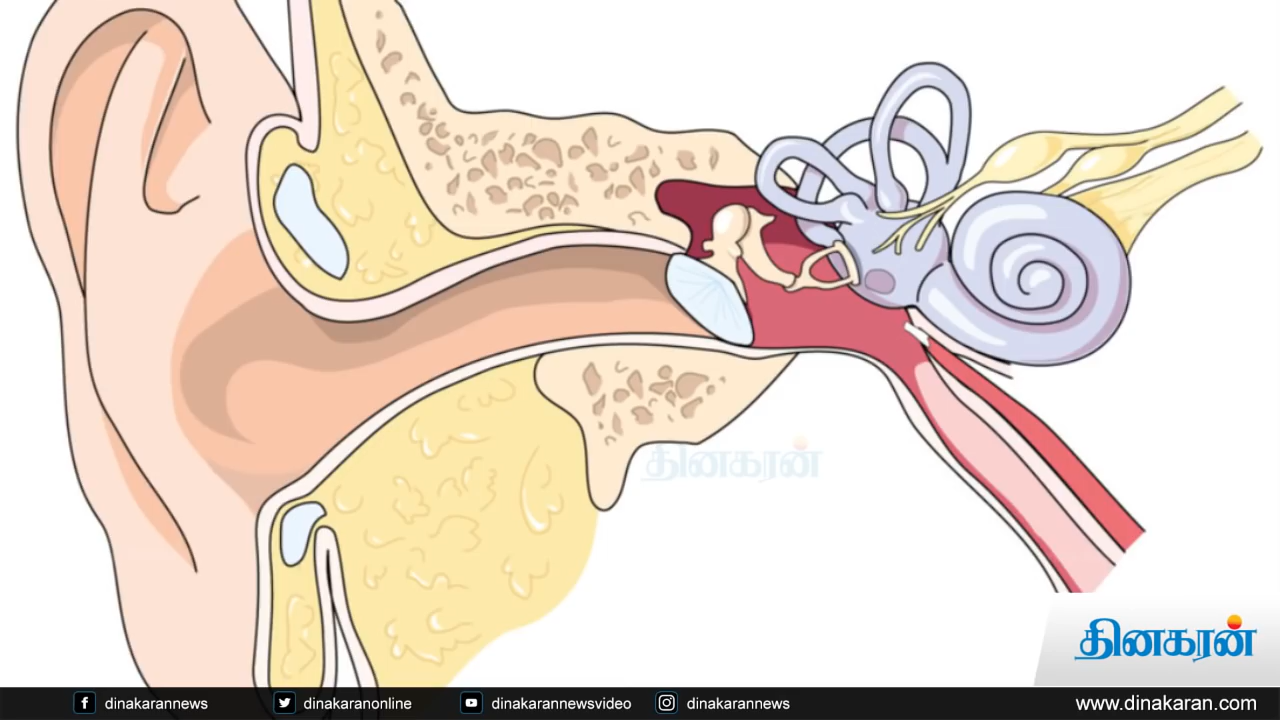 தினகரன்
தினகரன்
dinakarannews
dinakaranonline
dinakarannewsvideo
dinakarannews
www.dinakaran.com